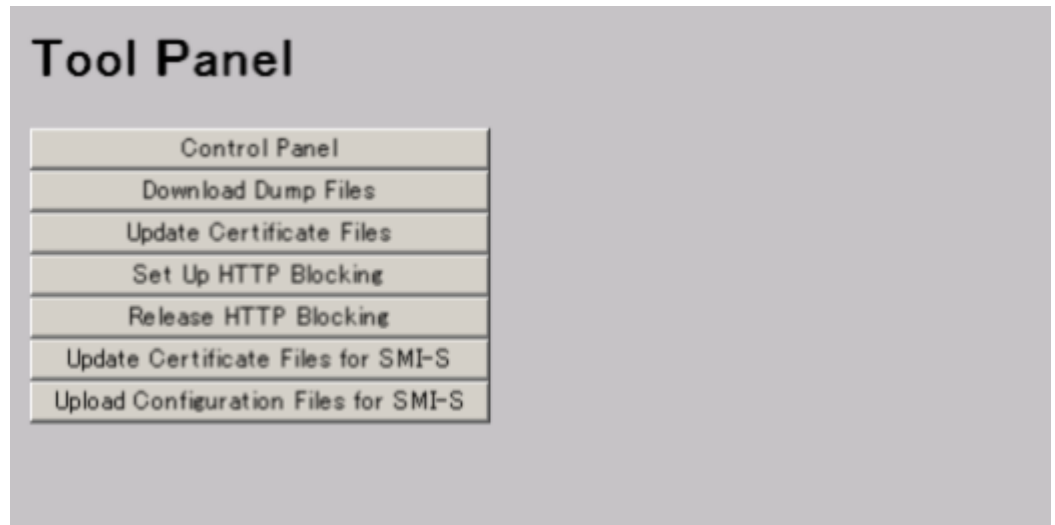 Tool Panel
Control Panel
Download Dump Files
Update Certificate Files
Set Up HTTP Blocking
Release HTTP Blocking
Update Certificate Files for SMI-S
Upload Configuration Files for SMI-S